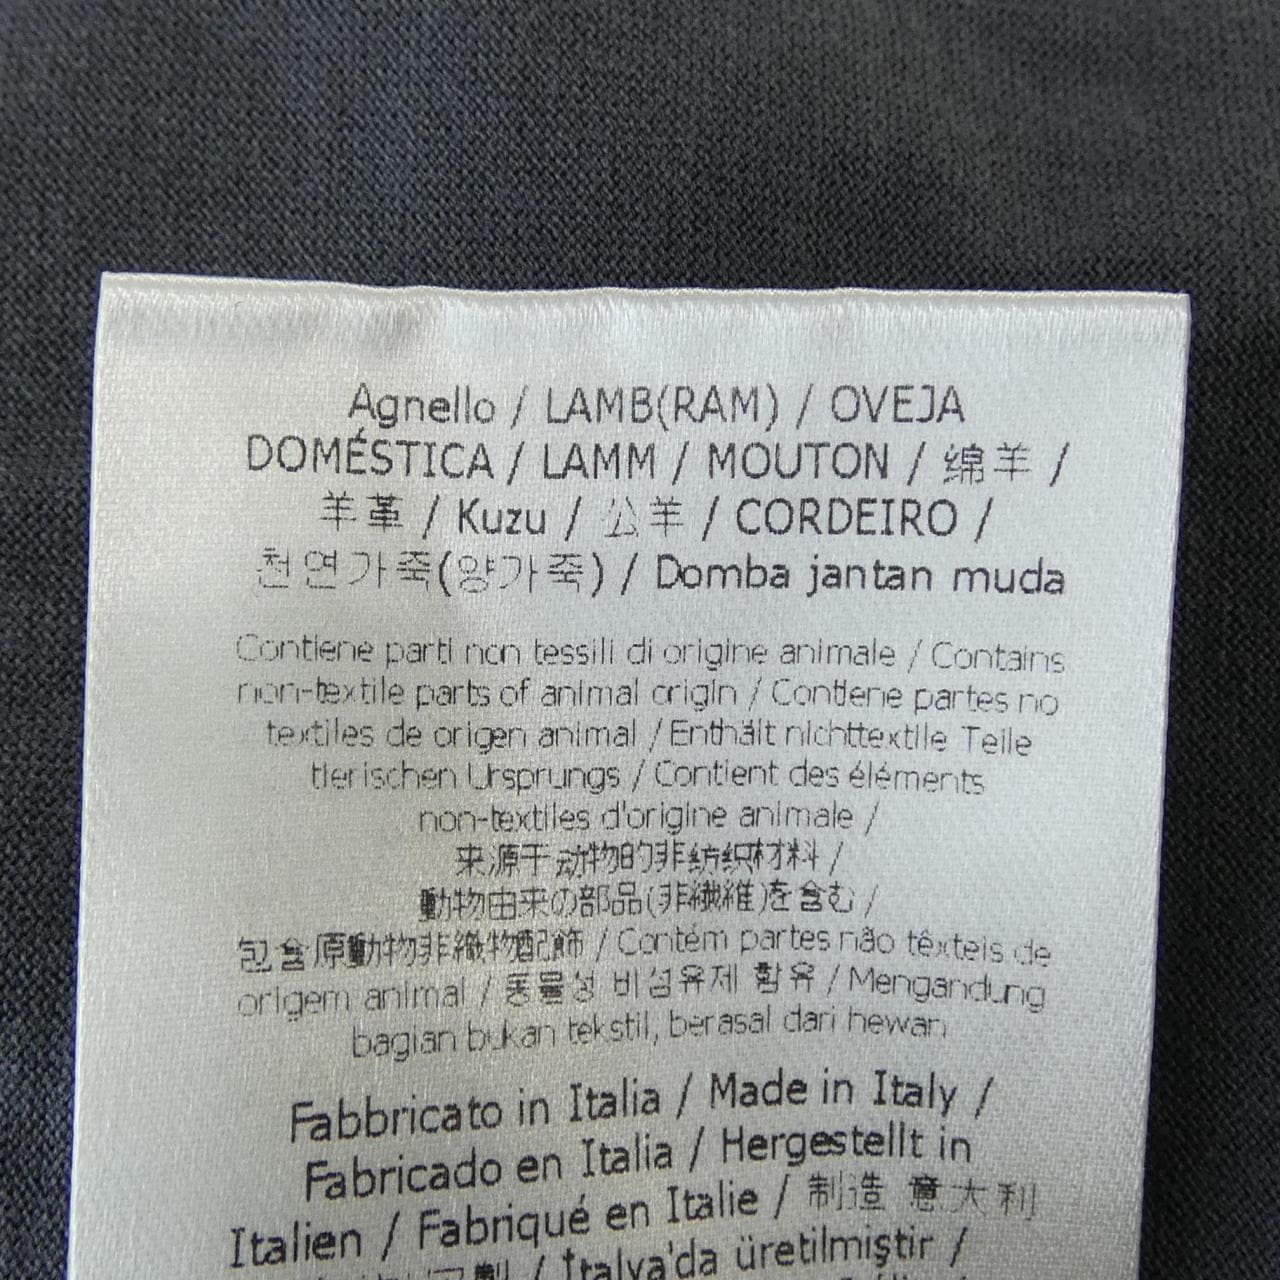 Agnello / LAMB(RAM) / OVEJA
DOMÉSTICA / LAMM / MOUTON / 绵羊 /
羊革 / Kuzu / 公羊 / CORDEIRO /
천연가죽(양가죽) / Domba jantan muda
Contiene parti non tessili di origine animale / Contains
non-textile parts of animal origin / Contiene partes no
textiles de origen animal / Enthält nichttextile Teile
tierischen Ursprungs / Contient des éléments
non-textiles d'origine animale /
来源于动物的非纺织材料 /
動物由来の部品(非繊維)を含む /
包含原動物非織物配飾 / Contém partes não têxteis de
origem animal / 동물성 비섬유제 함유 / Mengandung
bagian bukan tekstil, berasal dari hewan
Fabbricato in Italia / Made in Italy /
Fabricado en Italia / Hergestellt in
Italien / Fabriqué en Italie / 制造 意大利
製 / İtalya'da üretilmiştir /